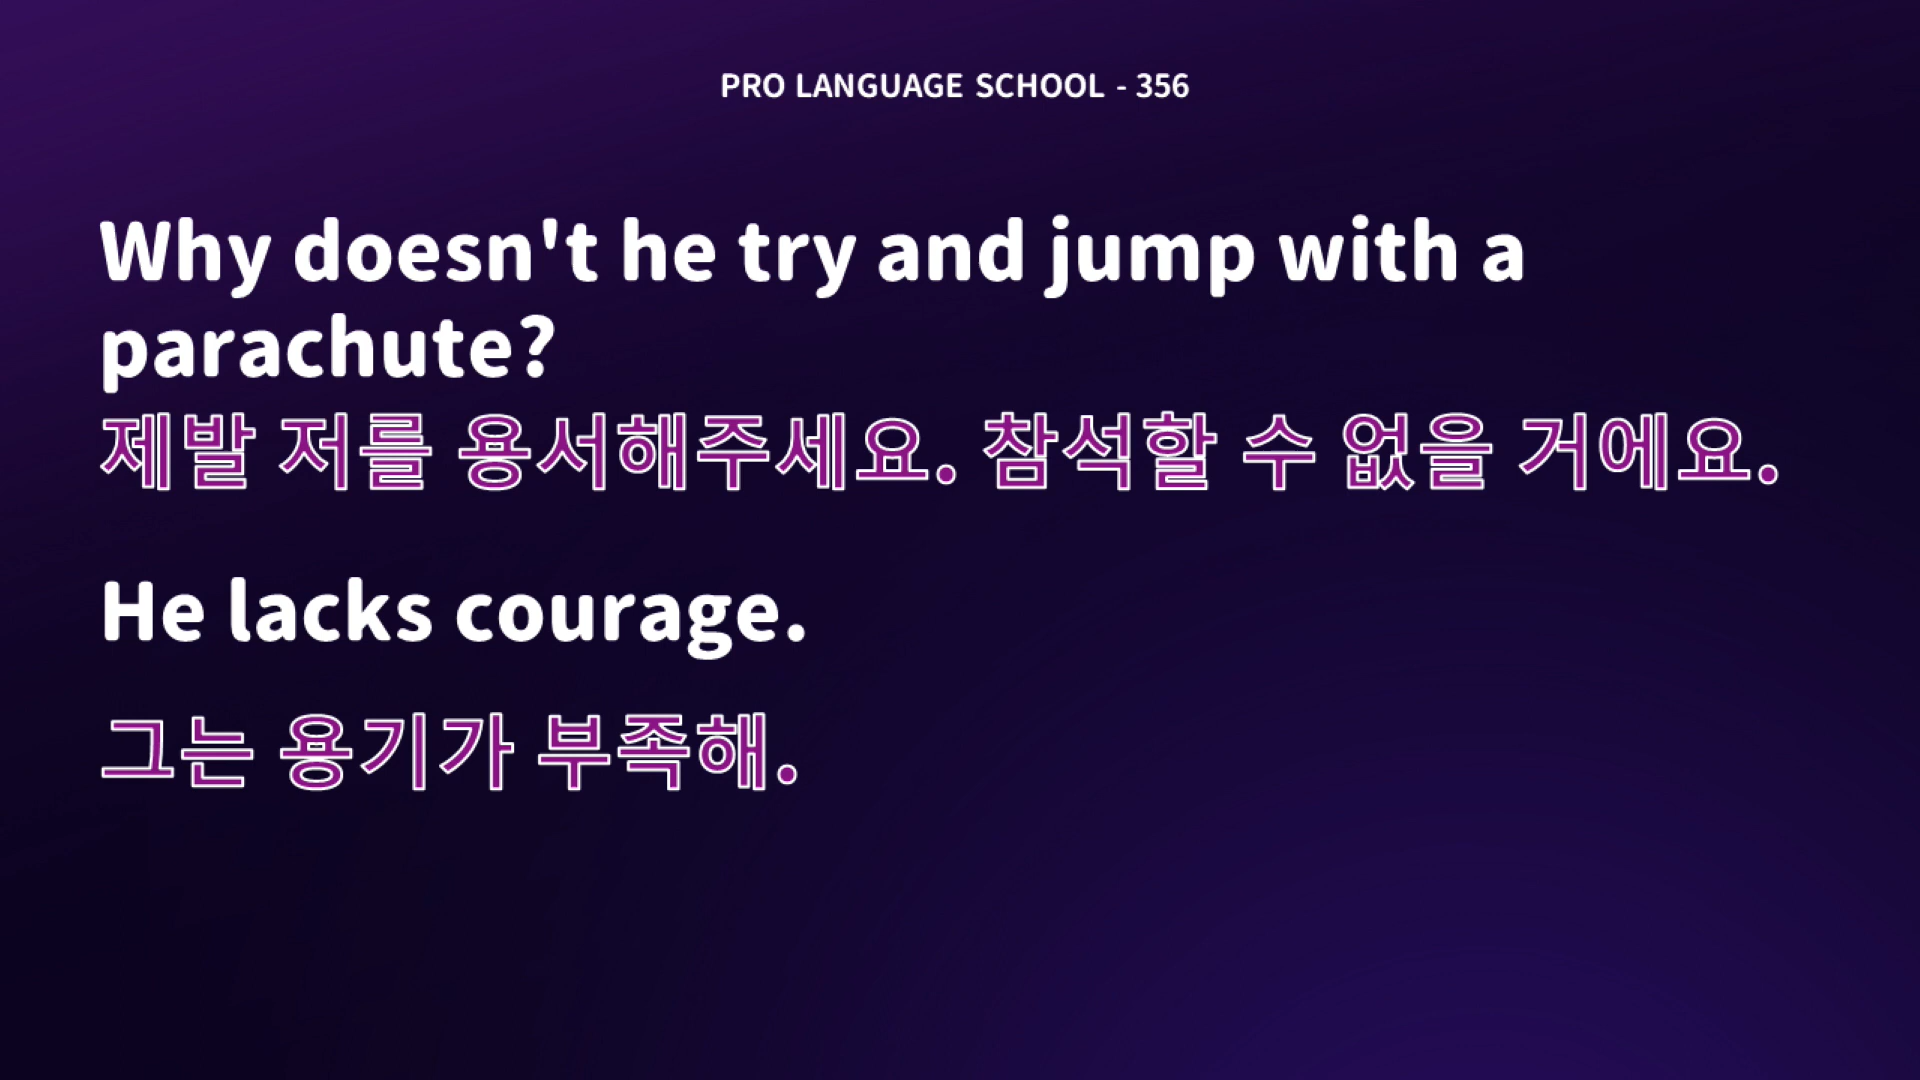 PRO LANGUAGE SCHOOL - 356
Why doesn't he try and jump with a
parachute?
제발 저를 용서해주세요. 참석할 수 없을 거에요.
He lacks courage.
그는 용기가 부족해.